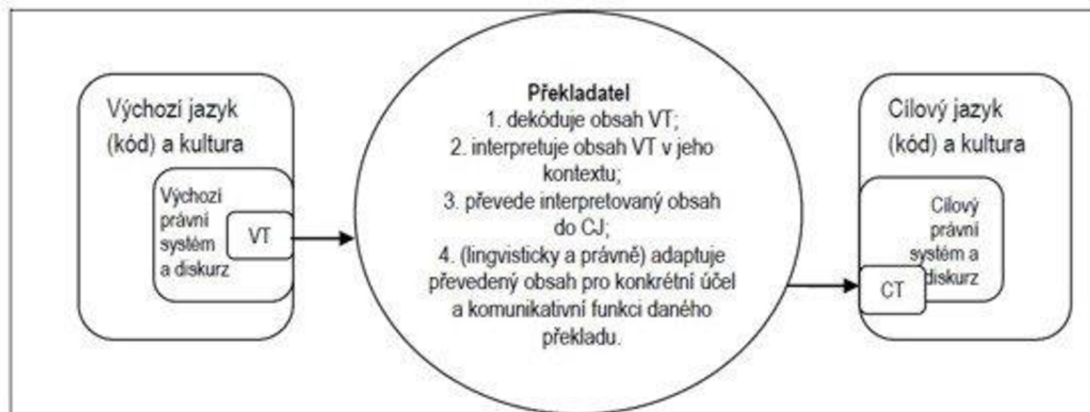 Výchozí jazyk
(kód) a kultura
Výchozí
právní
systém
a diskurz
VT
Překladatel
1. dekóduje obsah VT;
2. interpretuje obsah VT v jeho
kontextu;
3. převede interpretovaný obsah
do CJ;
4. (lingvisticky a právně) adaptuje
převedený obsah pro konkrétní účel
a komunikativní funkci daného
překladu.
Cílový jazyk
(kód) a kultura
Cílový
právní
systém a
diskurz
CT